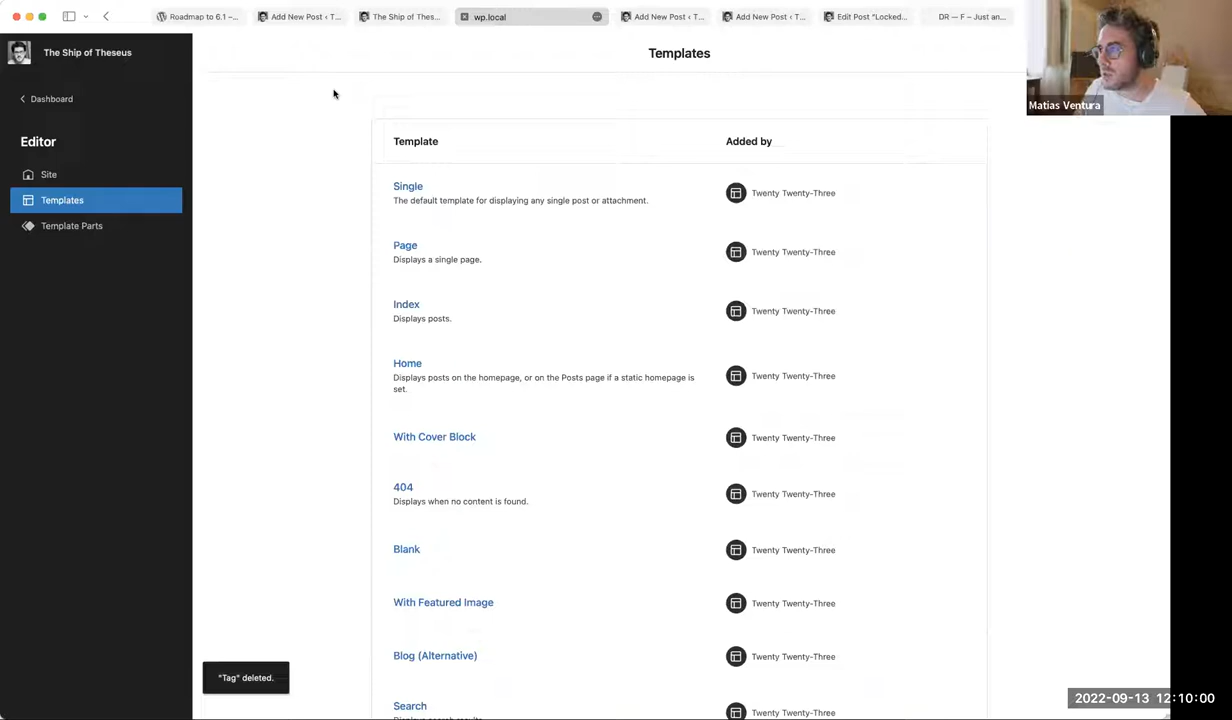 Roadmap to 6.1 –...
Add New Post ‹ T...
The Ship of Thes...
wp.local
Add New Post ‹ T...
Add New Post ‹ T...
Edit Post "Locked...
DR — F – Just an...
The Ship of Theseus
Templates
Dashboard
Matias Ventura
Editor
Site
Templates
Template Parts
Template
Added by
Single
The default template for displaying any single post or attachment.
Twenty Twenty-Three
Page
Displays a single page.
Twenty Twenty-Three
Index
Displays posts.
Twenty Twenty-Three
Home
Displays posts on the homepage, or on the Posts page if a static homepage is
set.
Twenty Twenty-Three
With Cover Block
Twenty Twenty-Three
404
Displays when no content is found.
Twenty Twenty-Three
Blank
Twenty Twenty-Three
With Featured Image
Twenty Twenty-Three
Blog (Alternative)
Twenty Twenty-Three
"Tag" deleted.
Search
Displays search results.
Twenty Twenty-Three
2022-09-13 12:10:00